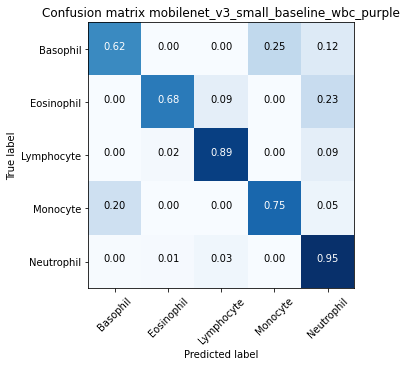 Confusion matrix mobilenet_v3_small_baseline_wbc_purple
True label
Basophil 0.62 0.00 0.00 0.25 0.12
Eosinophil 0.00 0.68 0.09 0.00 0.23
Lymphocyte 0.00 0.02 0.89 0.00 0.09
Monocyte 0.20 0.00 0.00 0.75 0.05
Neutrophil 0.00 0.01 0.03 0.00 0.95
Basophil Eosinophil Lymphocyte Monocyte Neutrophil
Predicted label